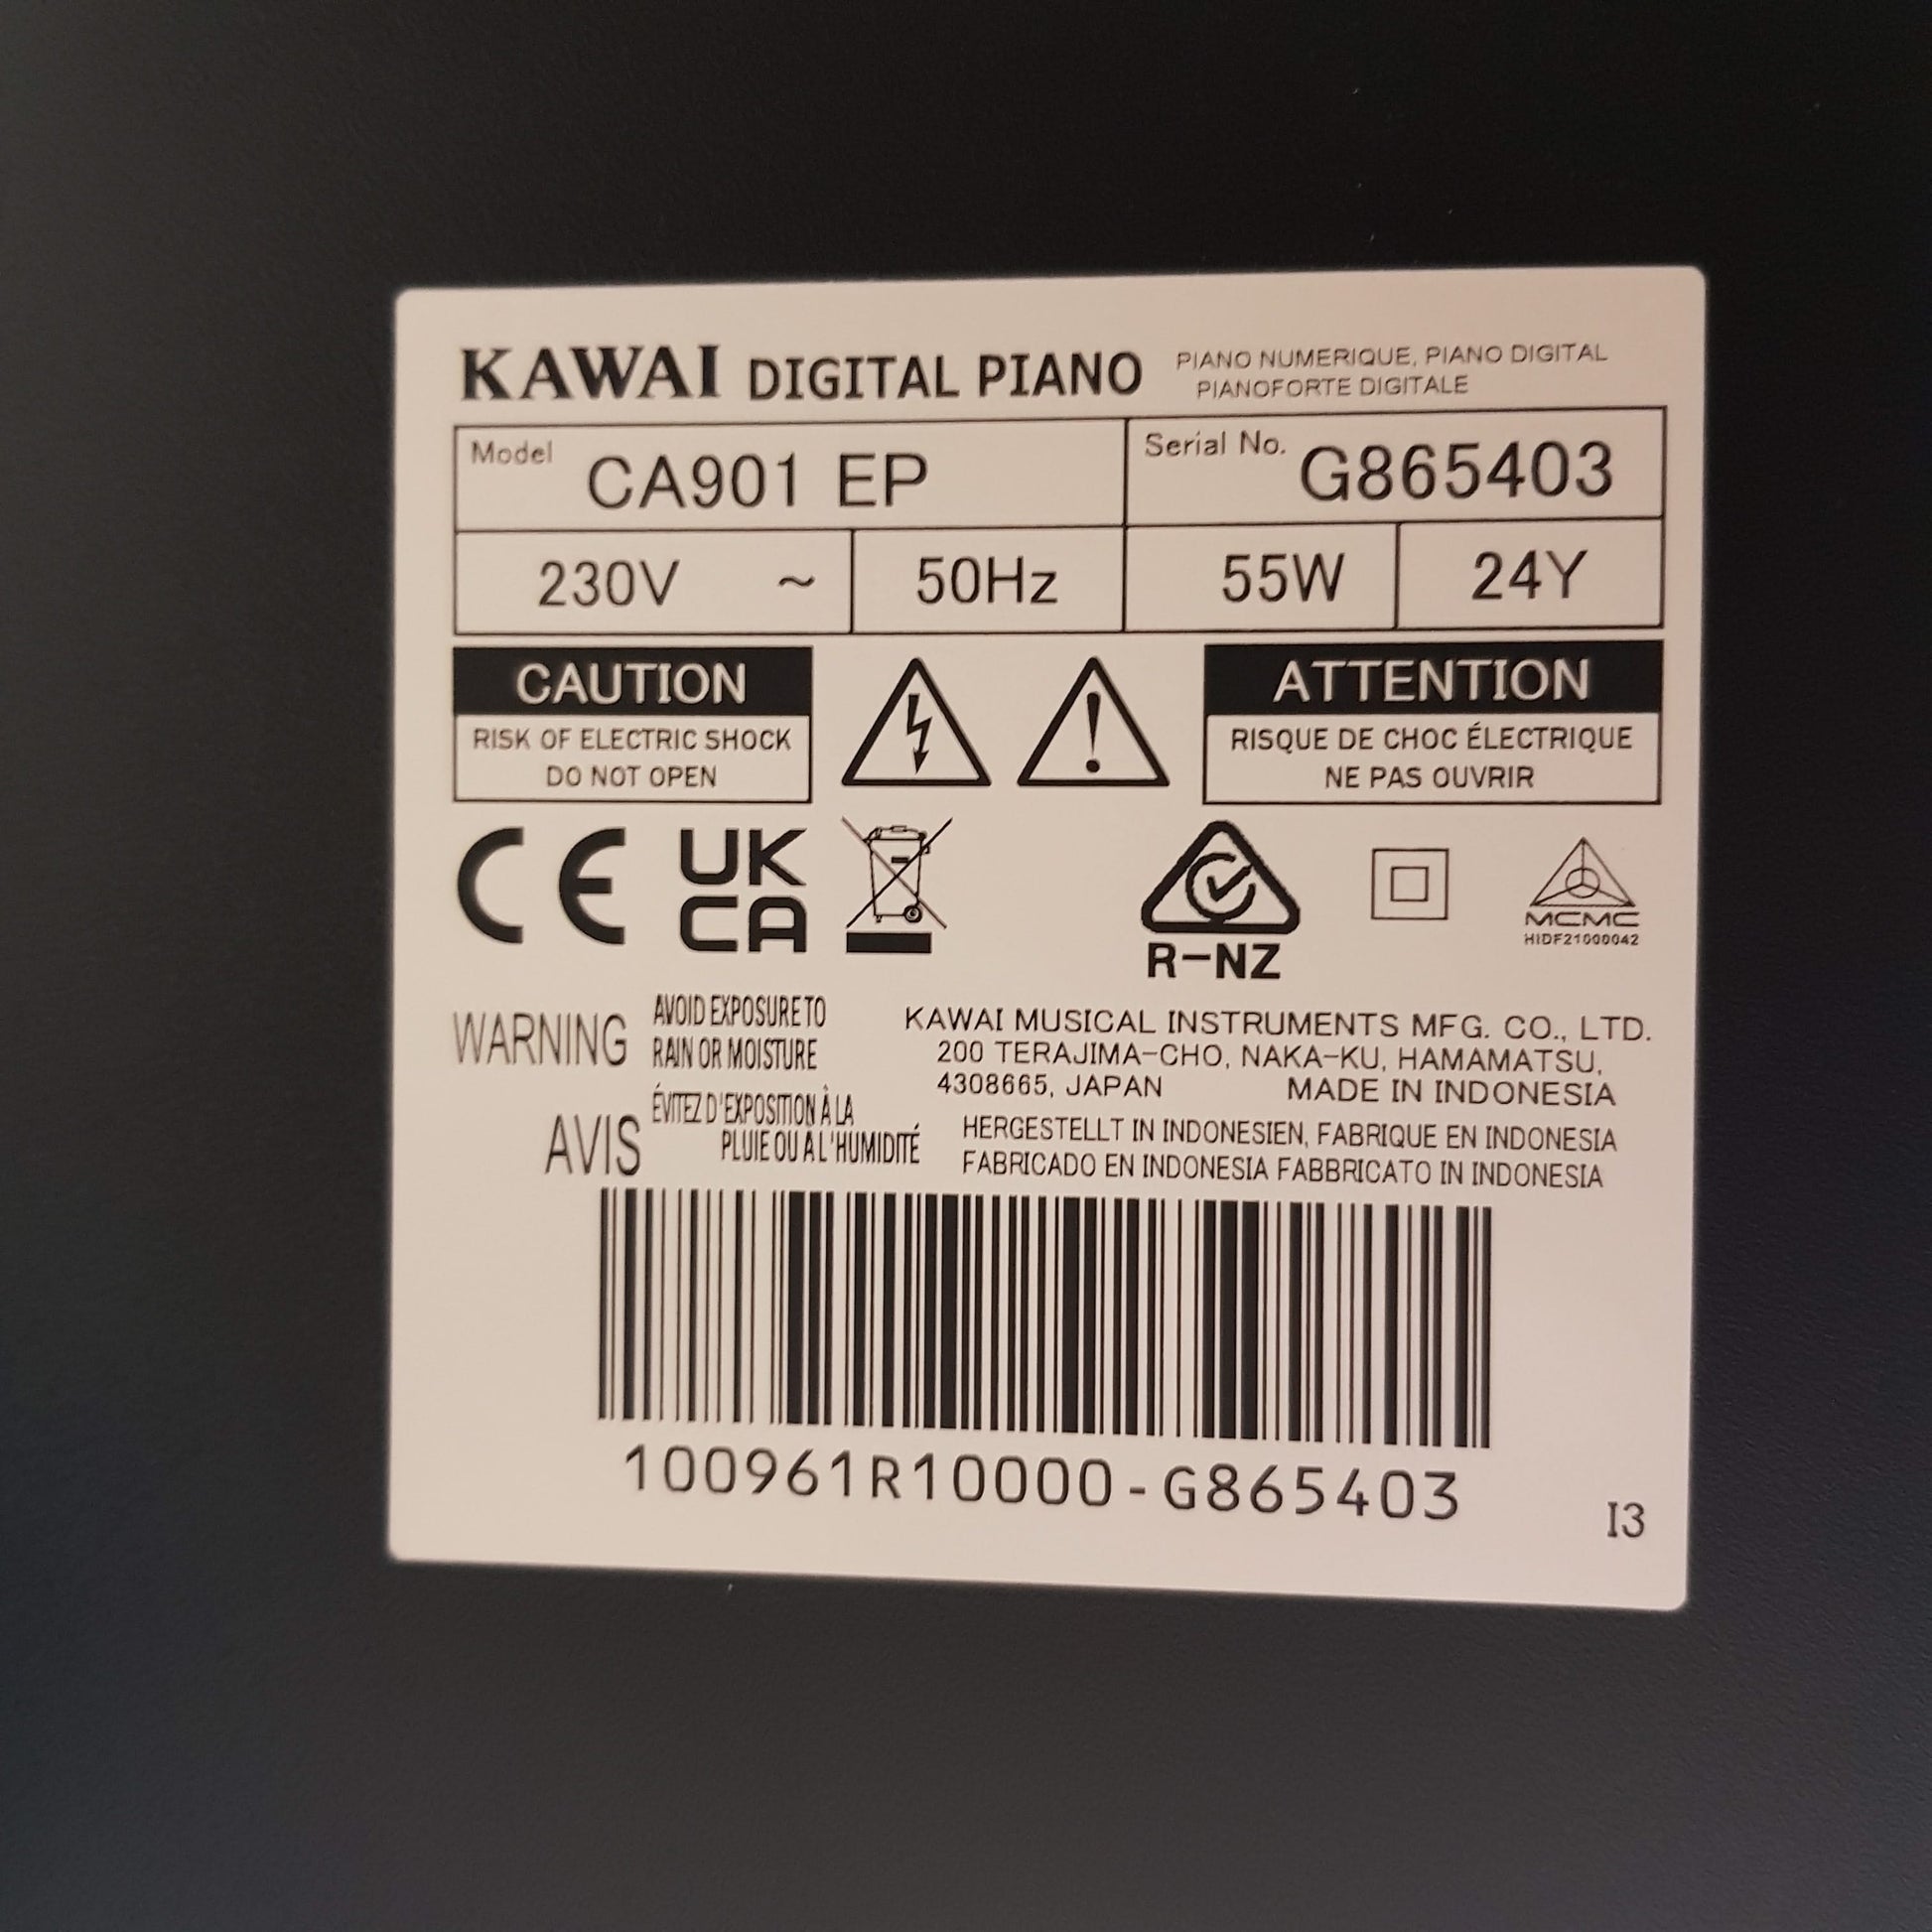 KAWAI DIGITAL PIANO PIANO NUMERIQUE, PIANO DIGITAL
PIANOFORTE DIGITALE
Model CA901 EP Serial No. G865403
230V ~ 50Hz 55W 24Y
CAUTION
RISK OF ELECTRIC SHOCK
DO NOT OPEN
ATTENTION
RISQUE DE CHOC ÉLECTRIQUE
NE PAS OUVRIR
CE
UK
CA
R-NZ
MCMC
HIDF21000042
WARNING AVOID EXPOSURE TO
RAIN OR MOISTURE
AVIS ÉVITEZ D'EXPOSITION À LA
PLUIE OU A L'HUMIDITÉ
KAWAI MUSICAL INSTRUMENTS MFG. CO., LTD.
200 TERAJIMA-CHO, NAKA-KU, HAMAMATSU,
4308665, JAPAN MADE IN INDONESIA
HERGESTELLT IN INDONESIEN, FABRIQUE EN INDONESIA
FABRICADO EN INDONESIA FABBRICATO IN INDONESIA
100961R10000-G865403
I3